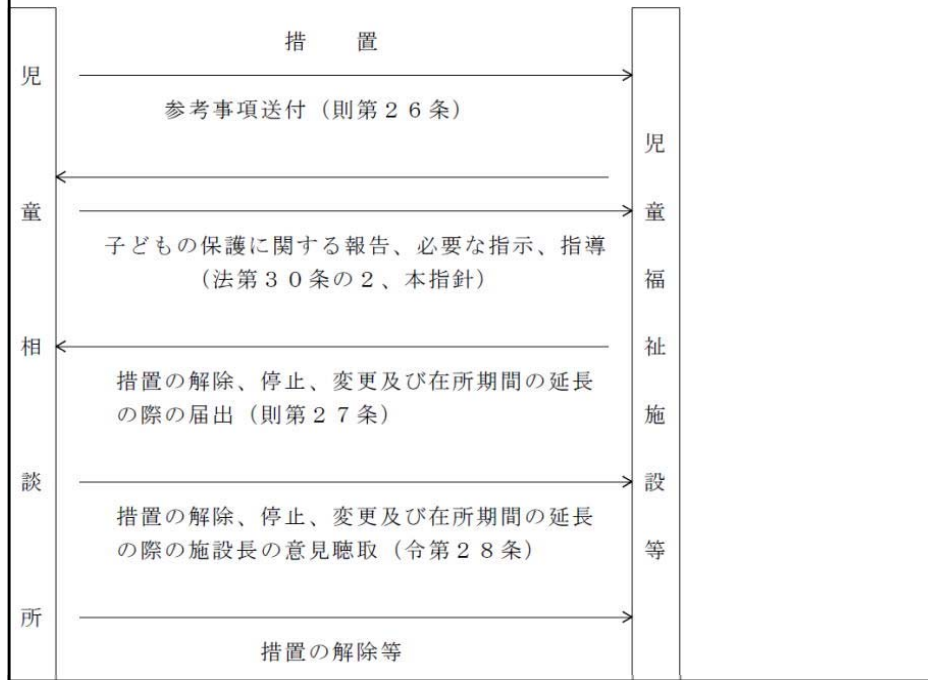 児童相談所
措　　置
参考事項送付（則第２６条）
子どもの保護に関する報告、必要な指示、指導
（法第３０条の２、本指針）
措置の解除、停止、変更及び在所期間の延長
の際の届出（則第２７条）
措置の解除、停止、変更及び在所期間の延長
の際の施設長の意見聴取（令第２８条）
措置の解除等
児童福祉施設等